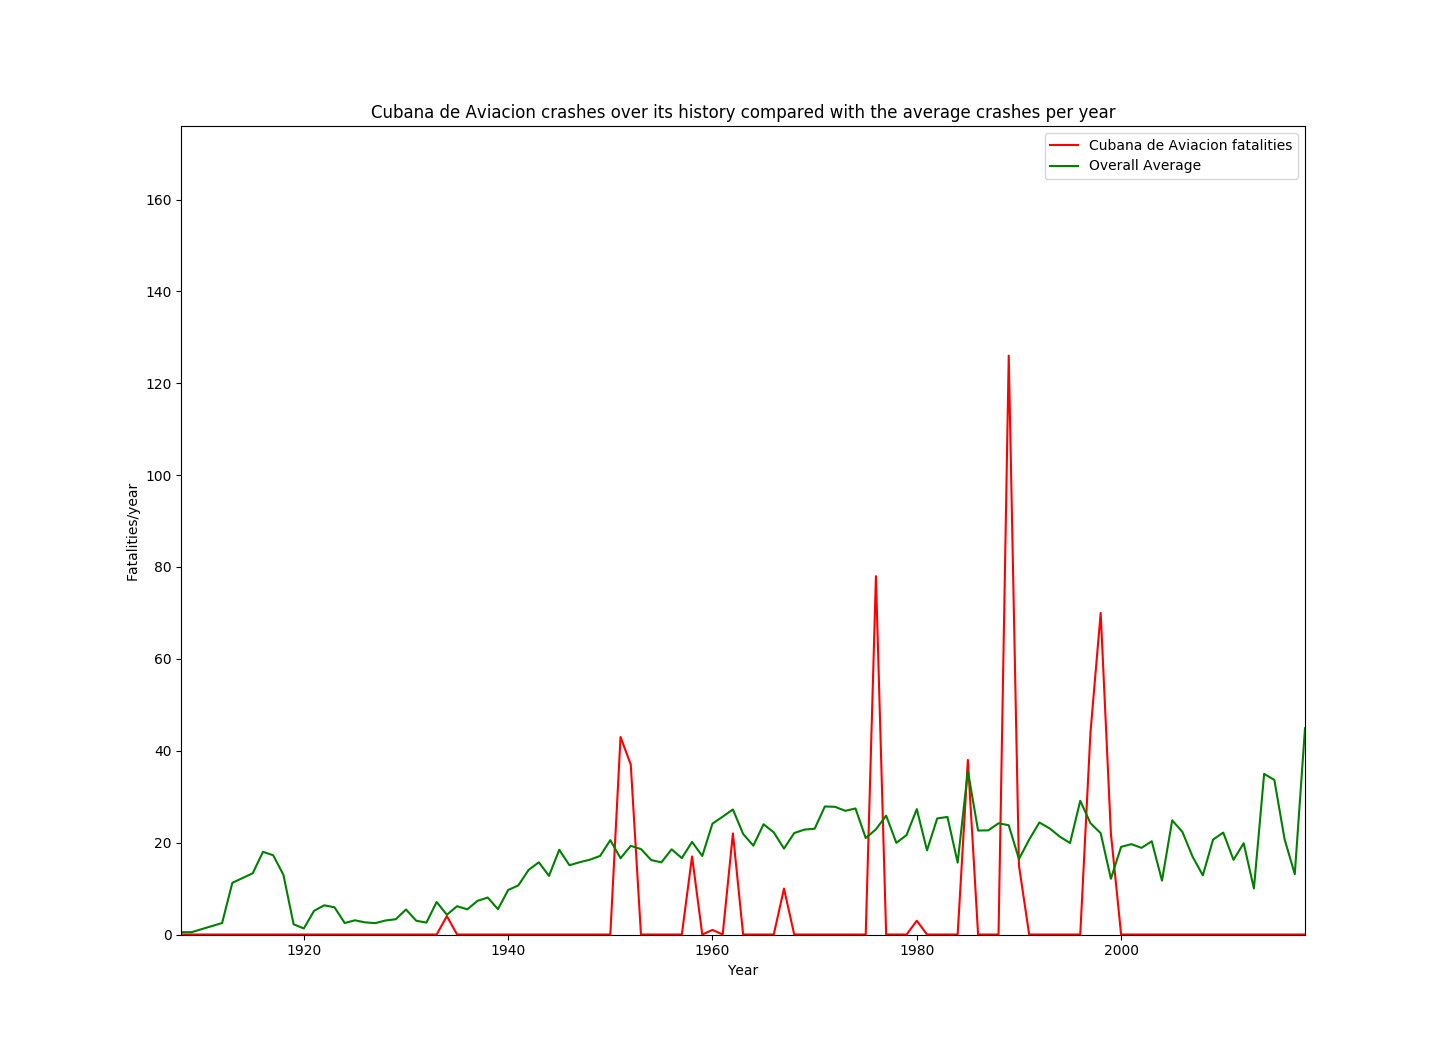 Cubana de Aviacion crashes over its history compared with the average crashes per year
Cubana de Aviacion fatalities
Overall Average
160
140
120
100
80
60
40
20
0
Fatalities/year
1920
1940
1960
1980
2000
Year